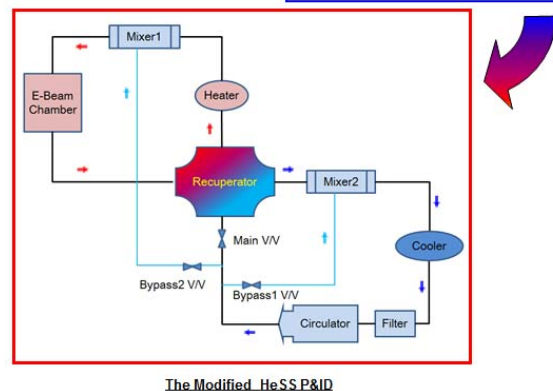 Mixer1
E-Beam
Chamber
Heater
Recuperator
Mixer2
Main V/V
Cooler
Bypass2 V/V
Bypass1 V/V
Circulator
Filter
The Modified HeSS P&ID